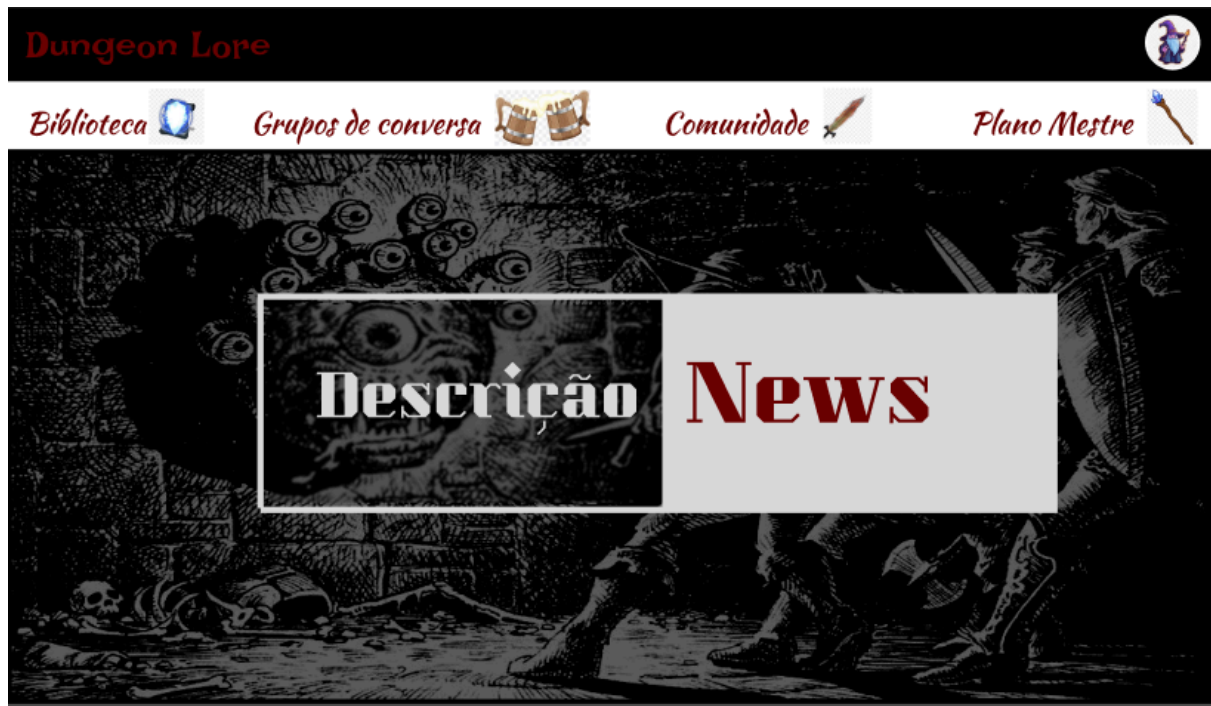 Dungeon Lore
Biblioteca
Grupos de conversa
Comunidade
Plano Mestre
Descrição
News